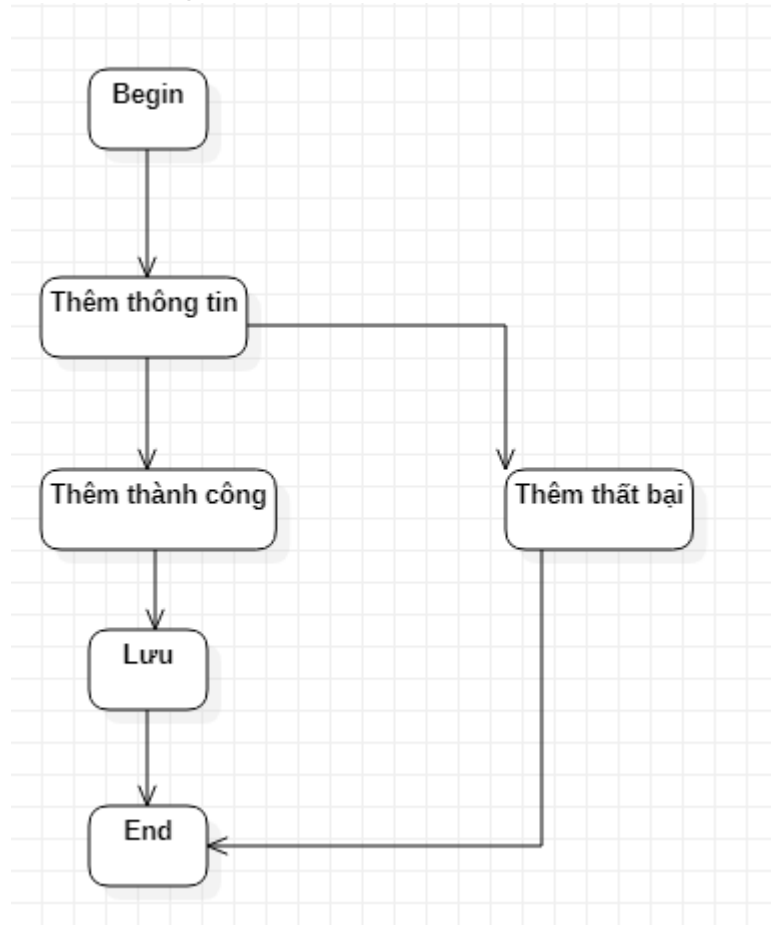 Begin
Thêm thông tin
Thêm thành công
Thêm thất bại
Lưu
End